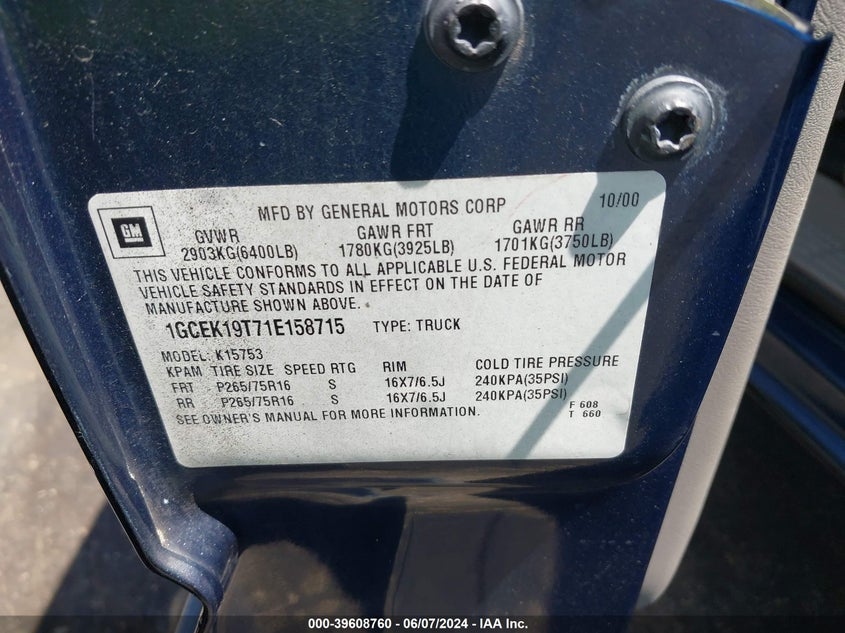 MFD BY GENERAL MOTORS CORP 10/00
GM
GVWR GAWR FRT GAWR RR
2903KG(6400LB) 1780KG(3925LB) 1701KG(3750LB)
THIS VEHICLE CONFORMS TO ALL APPLICABLE U.S. FEDERAL MOTOR
VEHICLE SAFETY STANDARDS IN EFFECT ON THE DATE OF
MANUFACTURE SHOWN ABOVE.
1GCEK19T71E158715 TYPE: TRUCK
MODEL: K15753
KPAM TIRE SIZE SPEED RTG RIM COLD TIRE PRESSURE
FRT P265/75R16 S 16X7/6.5J 240KPA(35PSI)
RR P265/75R16 S 16X7/6.5J 240KPA(35PSI)
SEE OWNER'S MANUAL FOR MORE INFORMATION.
F 608
T 660
000-39608760 - 06/07/2024 - IAA Inc.